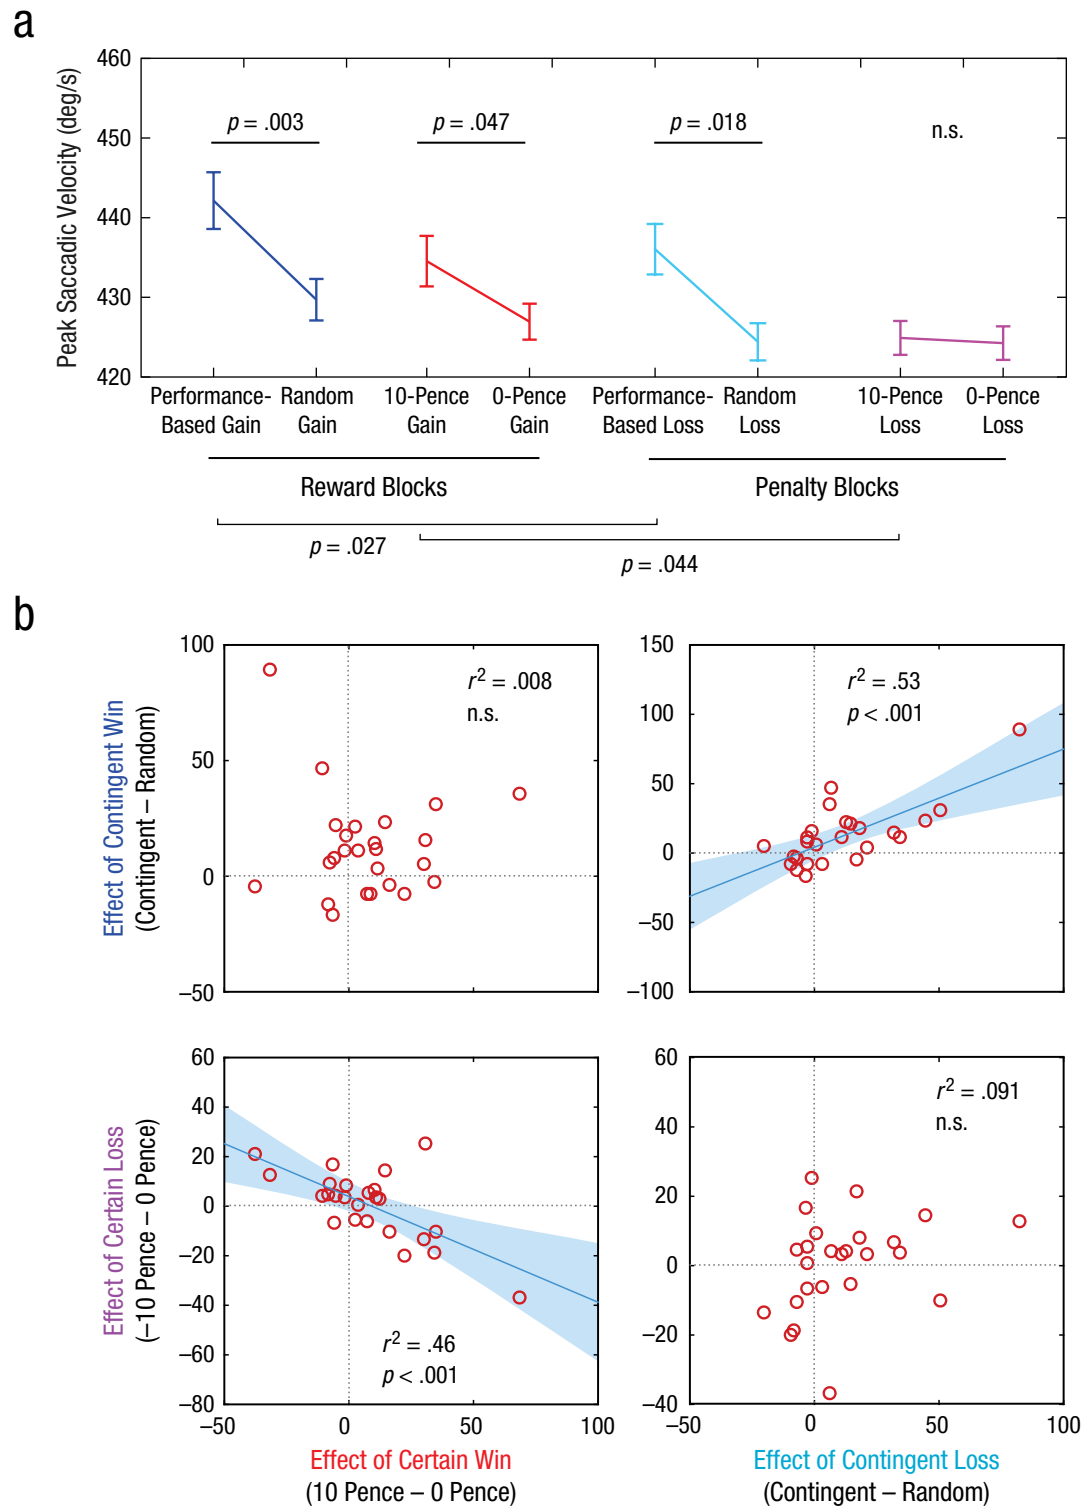 a
Peak Saccadic Velocity (deg/s)
460
450
440
430
420
p = .003
p = .047
p = .018
n.s.
Performance-
Based Gain
Random
Gain
10-Pence
Gain
0-Pence
Gain
Performance-
Based Loss
Random
Loss
10-Pence
Loss
0-Pence
Loss
Reward Blocks
Penalty Blocks
p = .027
p = .044
b
Effect of Contingent Win
(Contingent – Random)
100
50
0
–50
r² = .008
n.s.
150
100
50
0
–50
–100
r² = .53
p < .001
Effect of Certain Loss
(–10 Pence – 0 Pence)
60
40
20
0
–20
–40
–60
–80
r² = .46
p < .001
–50
0
50
100
Effect of Certain Win
(10 Pence – 0 Pence)
60
40
20
0
–20
–40
r² = .091
n.s.
–50
0
50
100
Effect of Contingent Loss
(Contingent – Random)